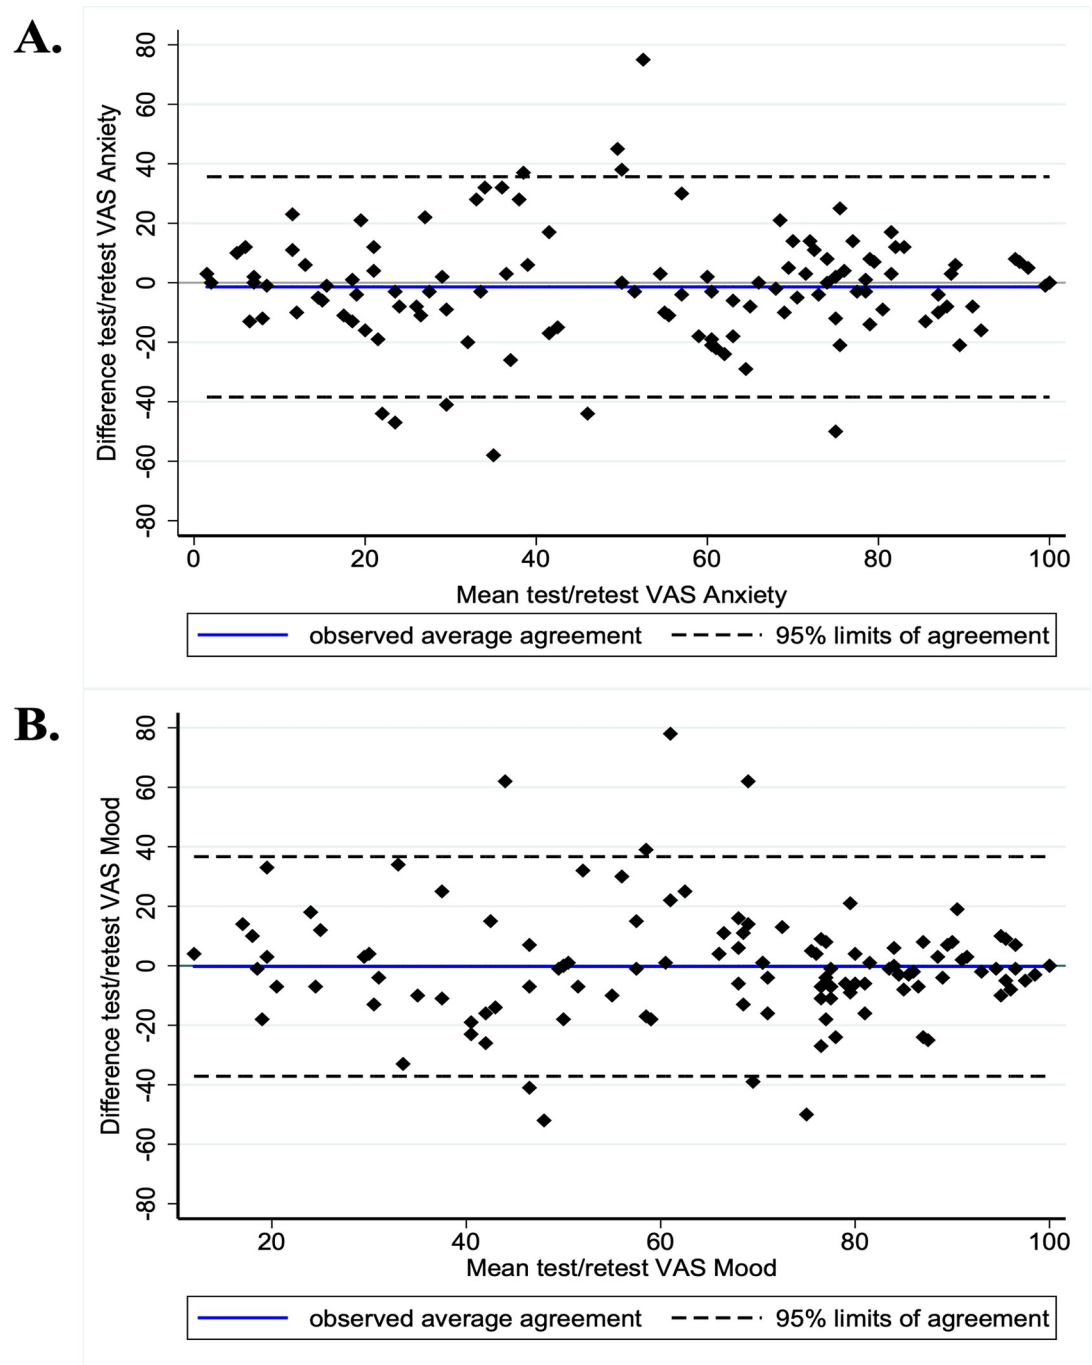 A.
Difference test/retest VAS Anxiety
80
60
40
20
0
-20
-40
-60
-80
0 20 40 60 80 100
Mean test/retest VAS Anxiety
observed average agreement 95% limits of agreement
B.
Difference test/retest VAS Mood
80
60
40
20
0
-20
-40
-60
-80
20 40 60 80 100
Mean test/retest VAS Mood
observed average agreement 95% limits of agreement